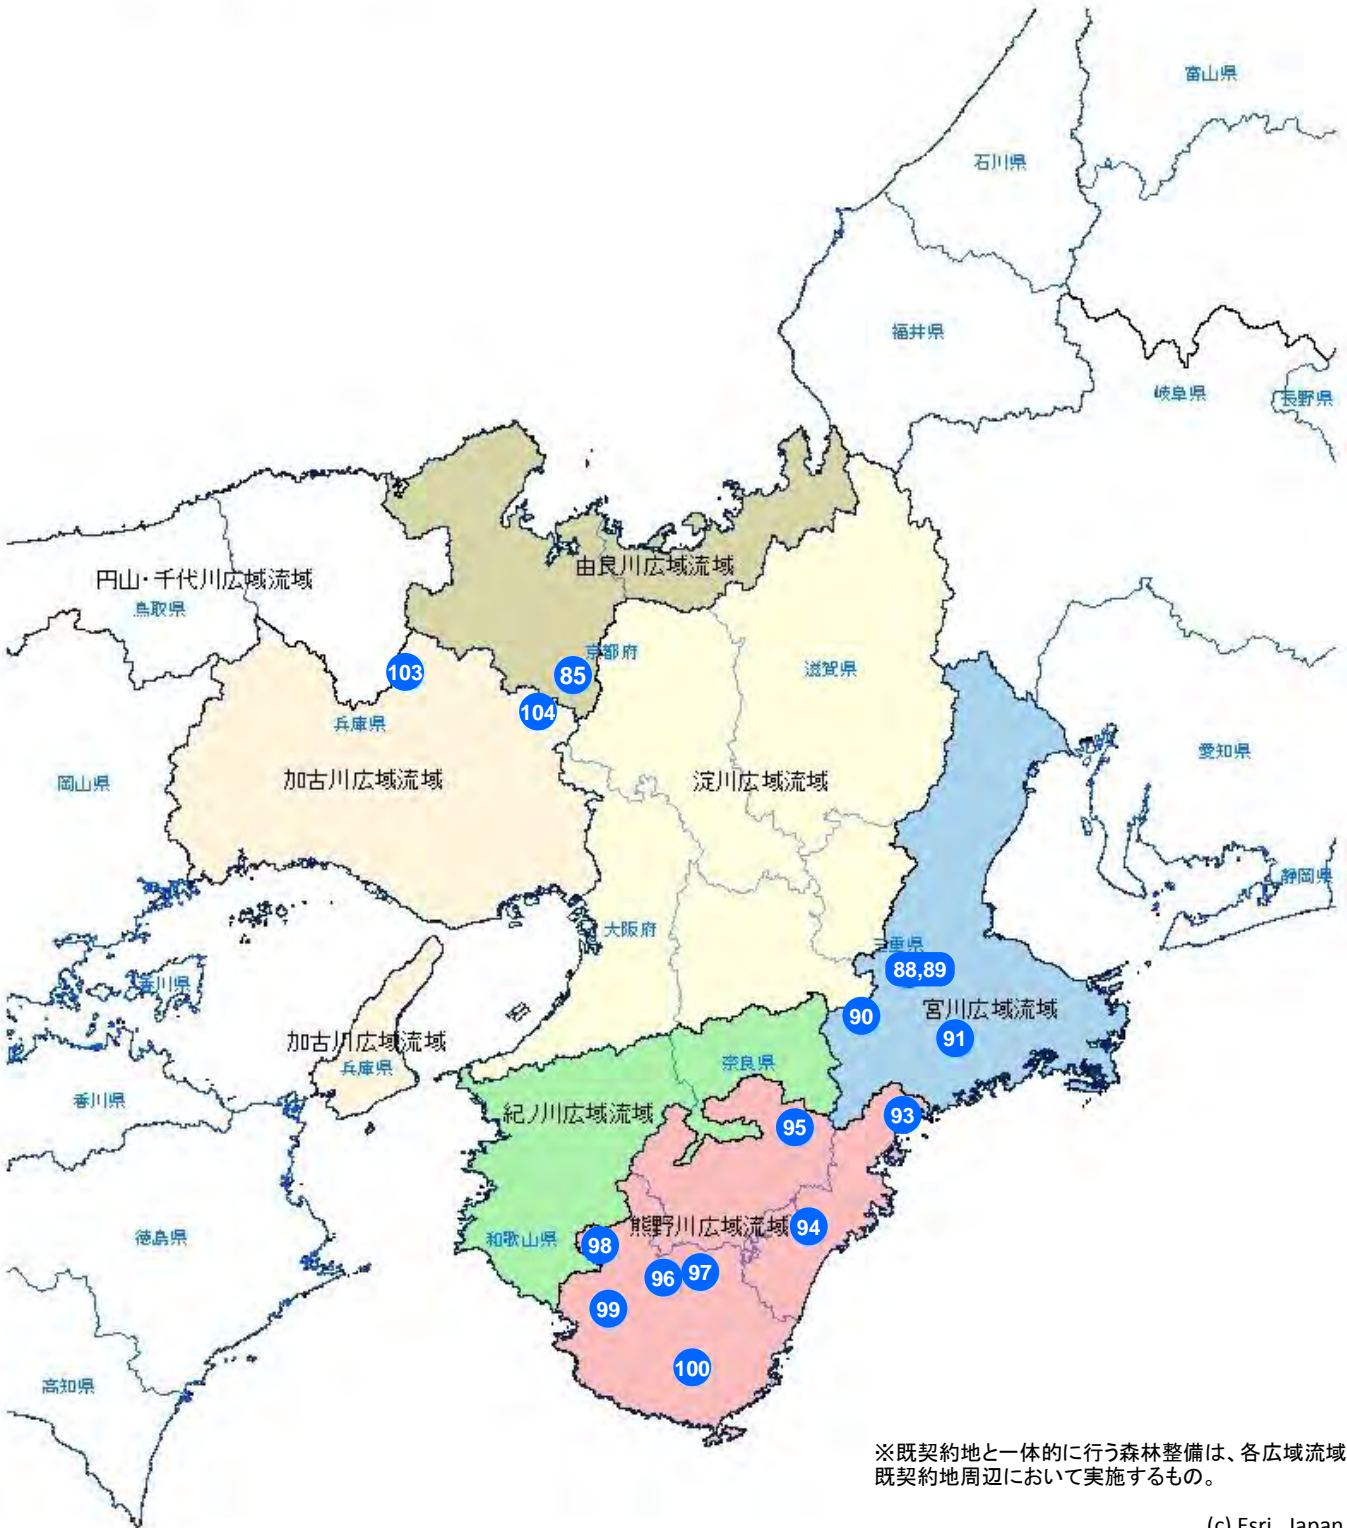 富山県
石川県
福井県
岐阜県
長野県
由良川広域流域
円山・千代川広域流域
鳥取県
京都府
滋賀県
103
85
104
兵庫県
愛知県
岡山県
加古川広域流域
淀川広域流域
静岡県
大阪府
三重県
88,89
香川県
宮川広域流域
90
91
加古川広域流域
兵庫県
奈良県
香川県
紀ノ川広域流域
93
95
徳島県
和歌山県
熊野川広域流域
94
98
96
97
99
100
高知県
※既契約地と一体的に行う森林整備は、各広域流域
既契約地周辺において実施するもの。
(c) Esri Japan